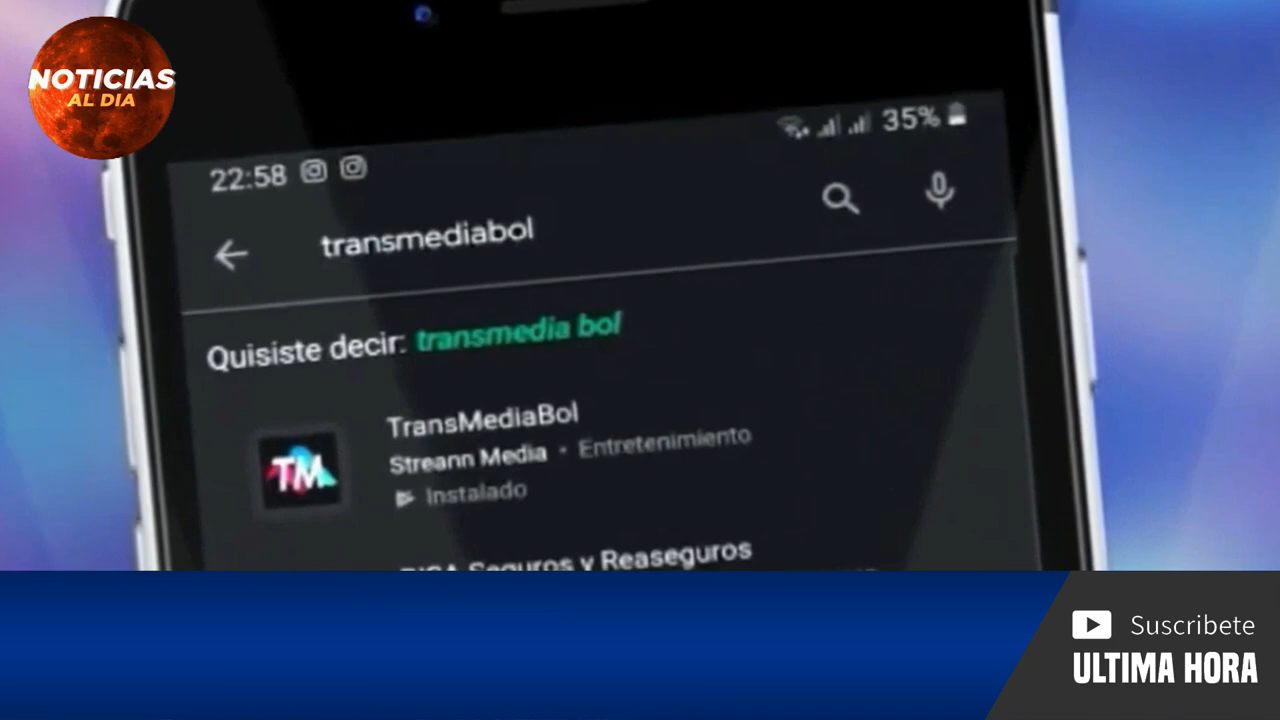 NOTICIAS
AL DIA
22:58
35%
transmediabol
Quisiste decir: transmedia bol
TM
TransMediaBol
Streann Media • Entretenimiento
Instalado
Seguros y Reaseguros
Suscribete
ULTIMA HORA